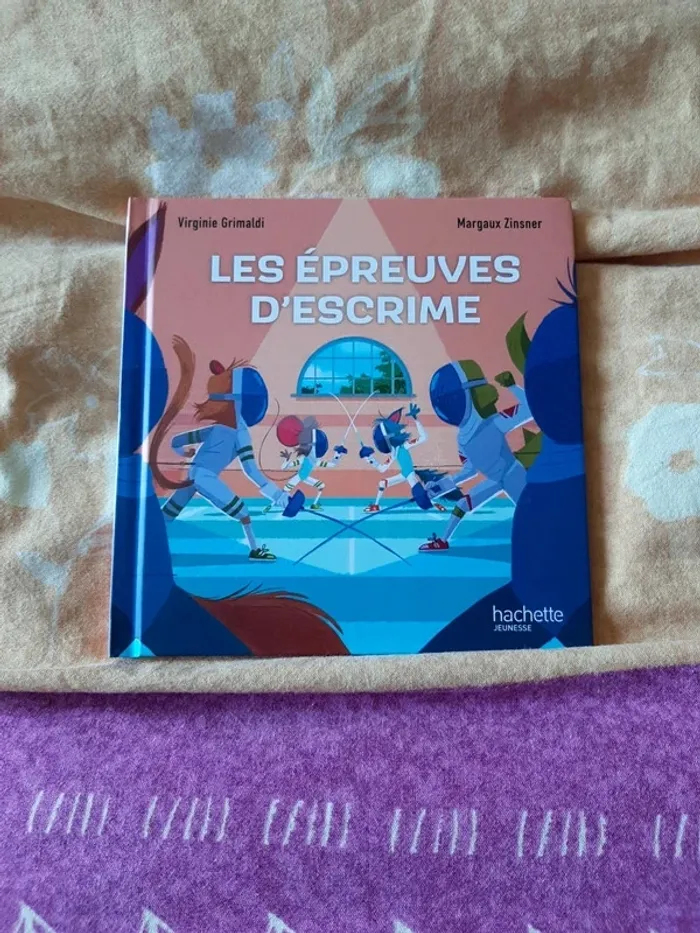 Virginie Grimaldi
Margaux Zinsner
LES ÉPREUVES
D'ESCRIME
hachette
JEUNESSE